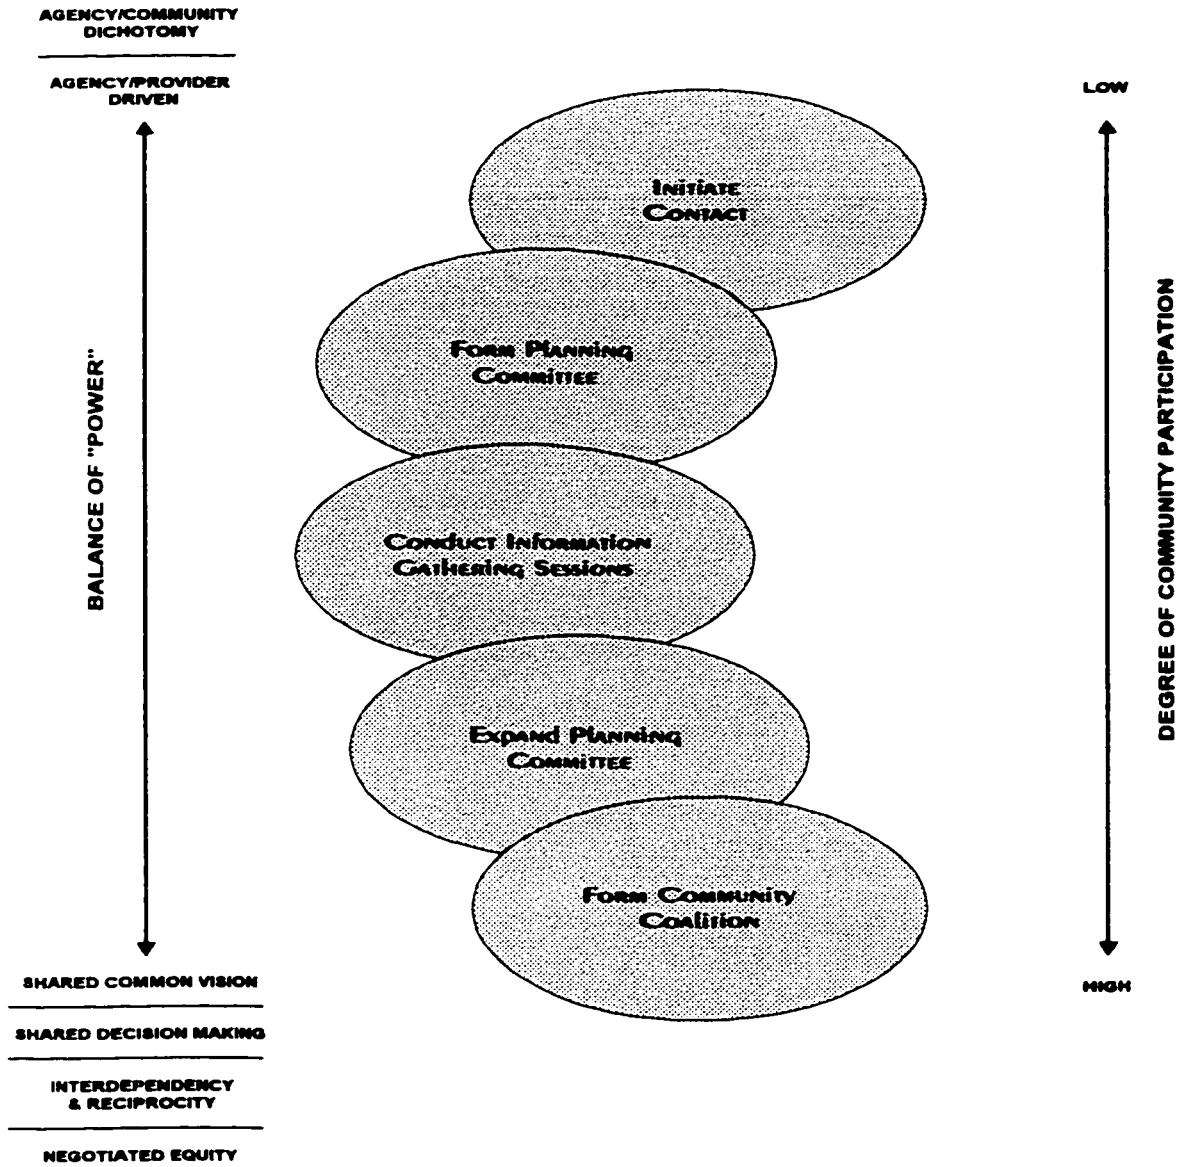 AGENCY/COMMUNITY
DICHOTOMY
AGENCY/PROVIDER
DRIVEN
LOW
INITIATE
CONTACT
FORM PLANNING
COMMITTEE
CONDUCT INFORMATION
GATHERING SESSIONS
EXPAND PLANNING
COMMITTEE
FORM COMMUNITY
COALITION
BALANCE OF "POWER"
DEGREE OF COMMUNITY PARTICIPATION
SHARED COMMON VISION
HIGH
SHARED DECISION MAKING
INTERDEPENDENCY
& RECIPROCITY
NEGOTIATED EQUITY